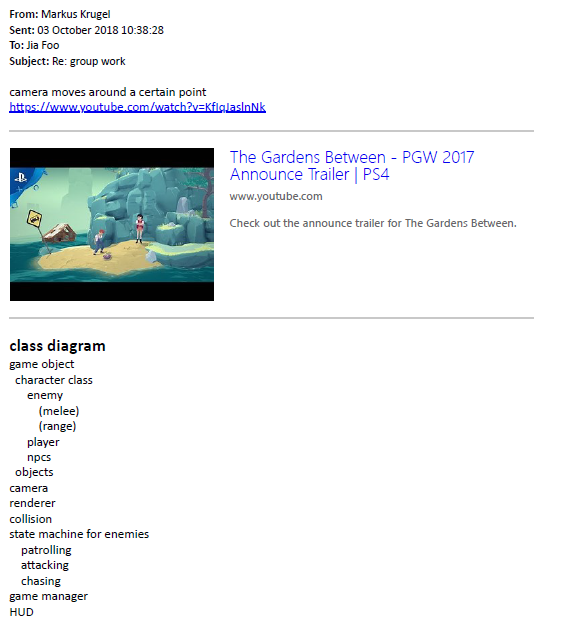 From: Markus Krugel
Sent: 03 October 2018 10:38:28
To: Jia Foo
Subject: Re: group work
camera moves around a certain point
https://www.youtube.com/watch?v=KflqJaslnNk
The Gardens Between - PGW 2017
Announce Trailer | PS4
www.youtube.com
Check out the announce trailer for The Gardens Between.
class diagram
game object
character class
enemy
(melee)
(range)
player
npcs
objects
camera
renderer
collision
state machine for enemies
patrolling
attacking
chasing
game manager
HUD